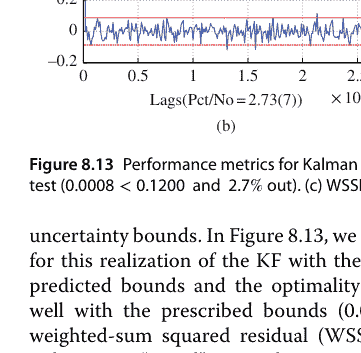 0.2
0
−0.2
0 0.5 1 1.5 2 2.5
Lags(Pct/No = 2.73(7)) × 10
(b)
Figure 8.13 Performance metrics for Kalman
test (0.0008 < 0.1200 and 2.7% out). (c) WSS
uncertainty bounds. In Figure 8.13, we
for this realization of the KF with the
predicted bounds and the optimality
well with the prescribed bounds (0.
weighted-sum squared residual (WS